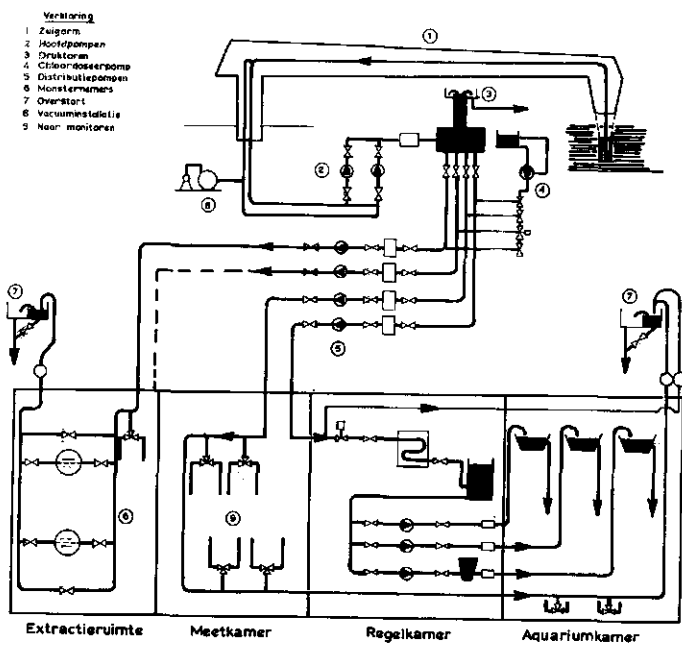 Verklaring
1 Zuigarm
2 Hoofdpompen
3 Druktoren
4 Chloordoseerpomp
5 Distributiepompen
6 Monsternemers
7 Overstort
8 Vacuuminstallatie
9 Naar monitoren
1
3
2
4
8
7
7
5
6
9
Extractieruimte Meetkamer Regelkamer Aquariumkamer